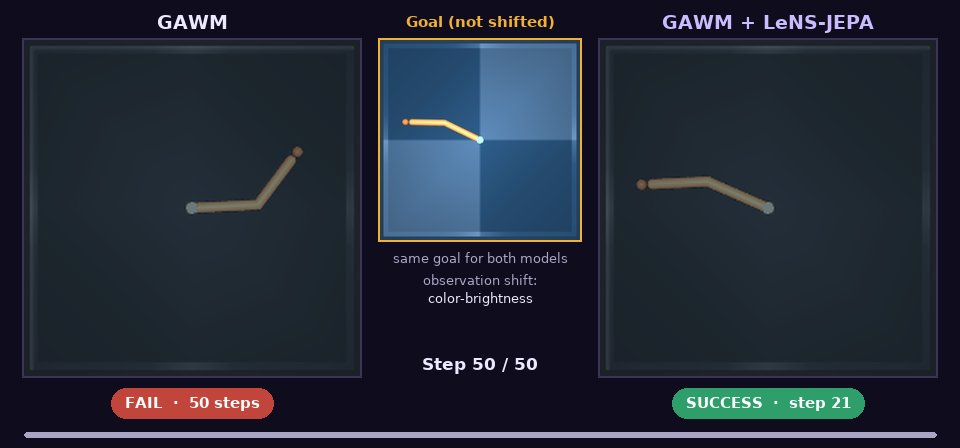 GAWM
Goal (not shifted)
GAWM + LeNS-JEPA
same goal for both models
observation shift:
color-brightness
Step 50 / 50
FAIL · 50 steps
SUCCESS · step 21